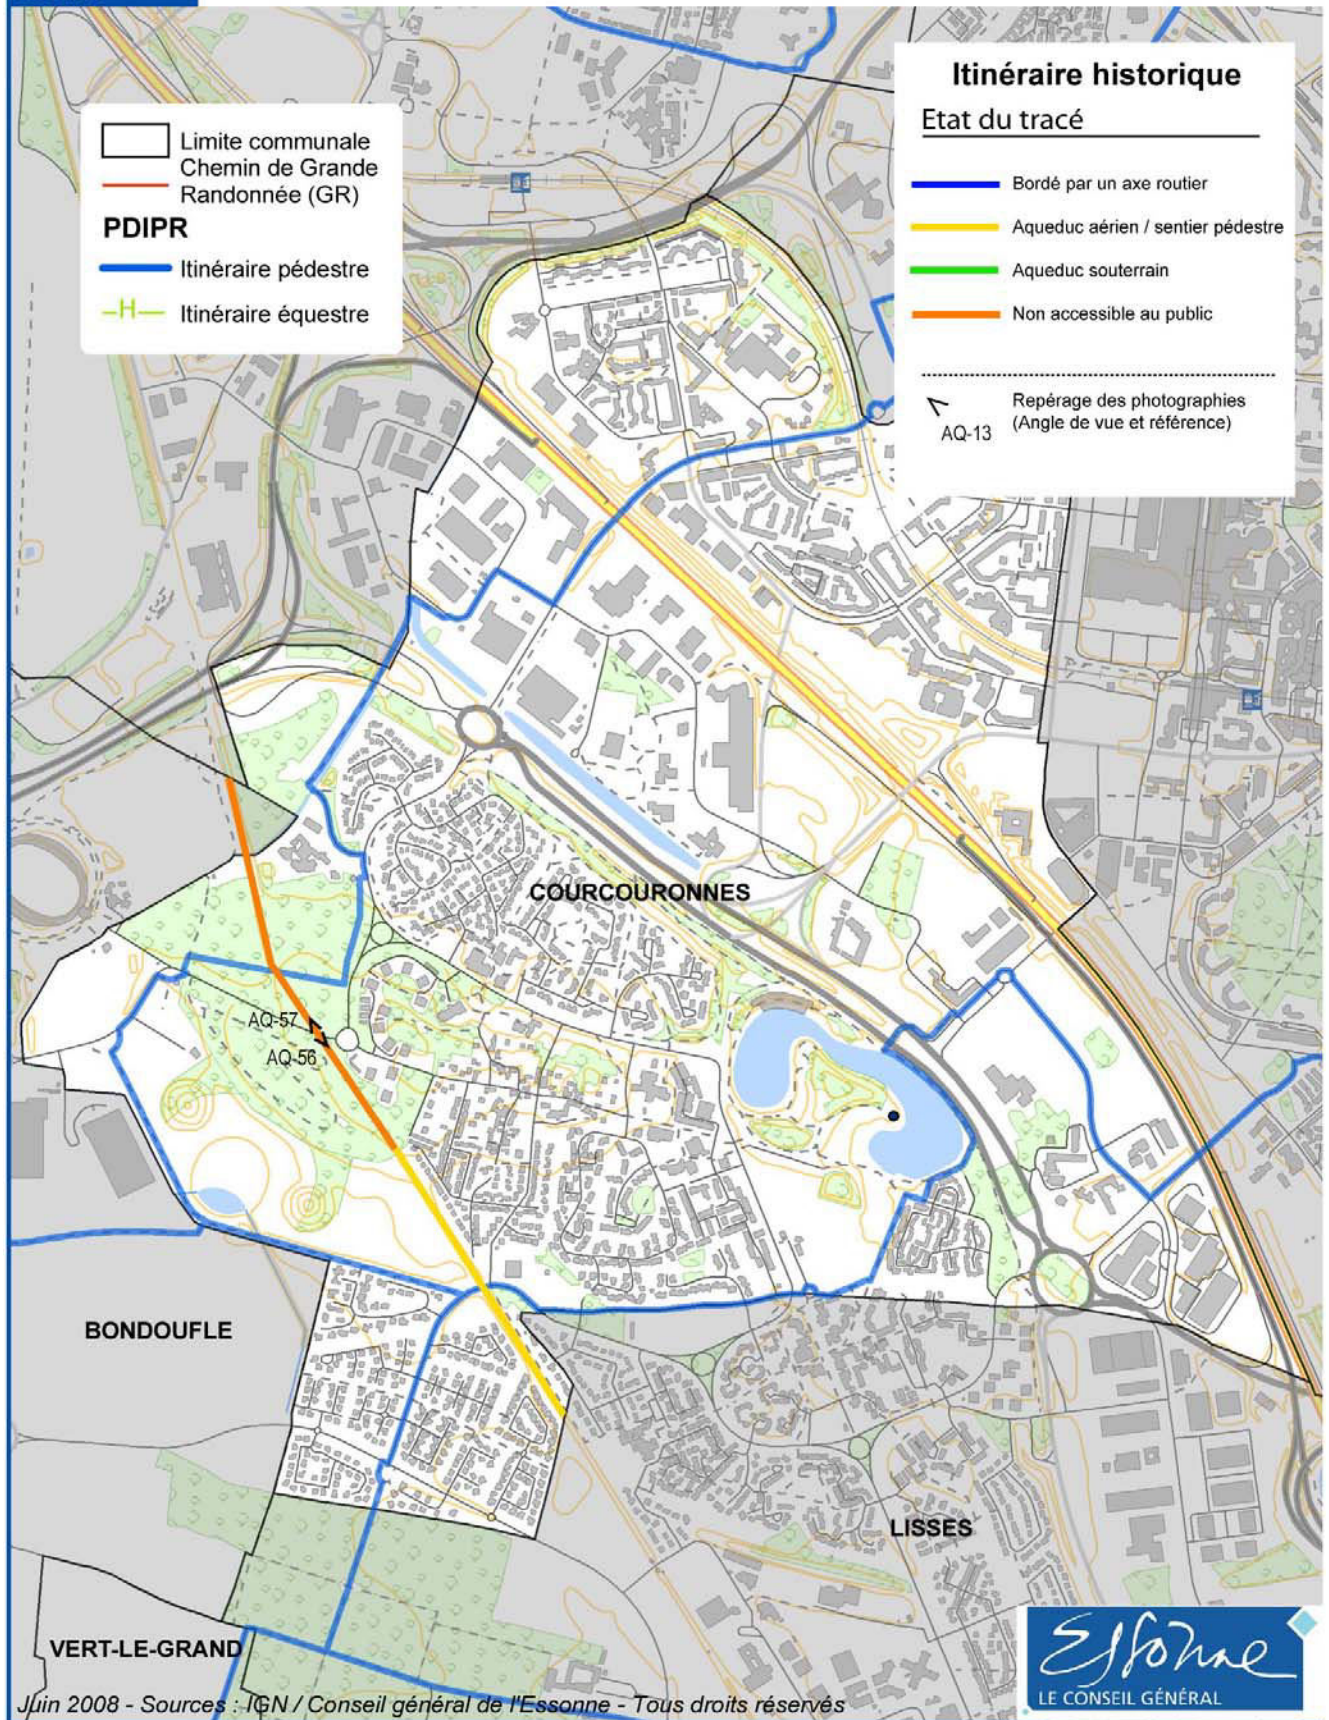 Limite communale
Chemin de Grande
Randonnée (GR)
PDIPR
Itinéraire pédestre
H
Itinéraire équestre
Itinéraire historique
Etat du tracé
Bordé par un axe routier
Aqueduc aérien / sentier pédestre
Aqueduc souterrain
Non accessible au public
Repérage des photographies
AQ-13
(Angle de vue et référence)
COURCOURONNES
AQ-57
AQ-56
BONDOUFLE
LISSES
VERT-LE-GRAND
Juin 2008 - Sources : IGN / Conseil général de l'Essonne - Tous droits réservés
Essonne
LE CONSEIL GÉNÉRAL